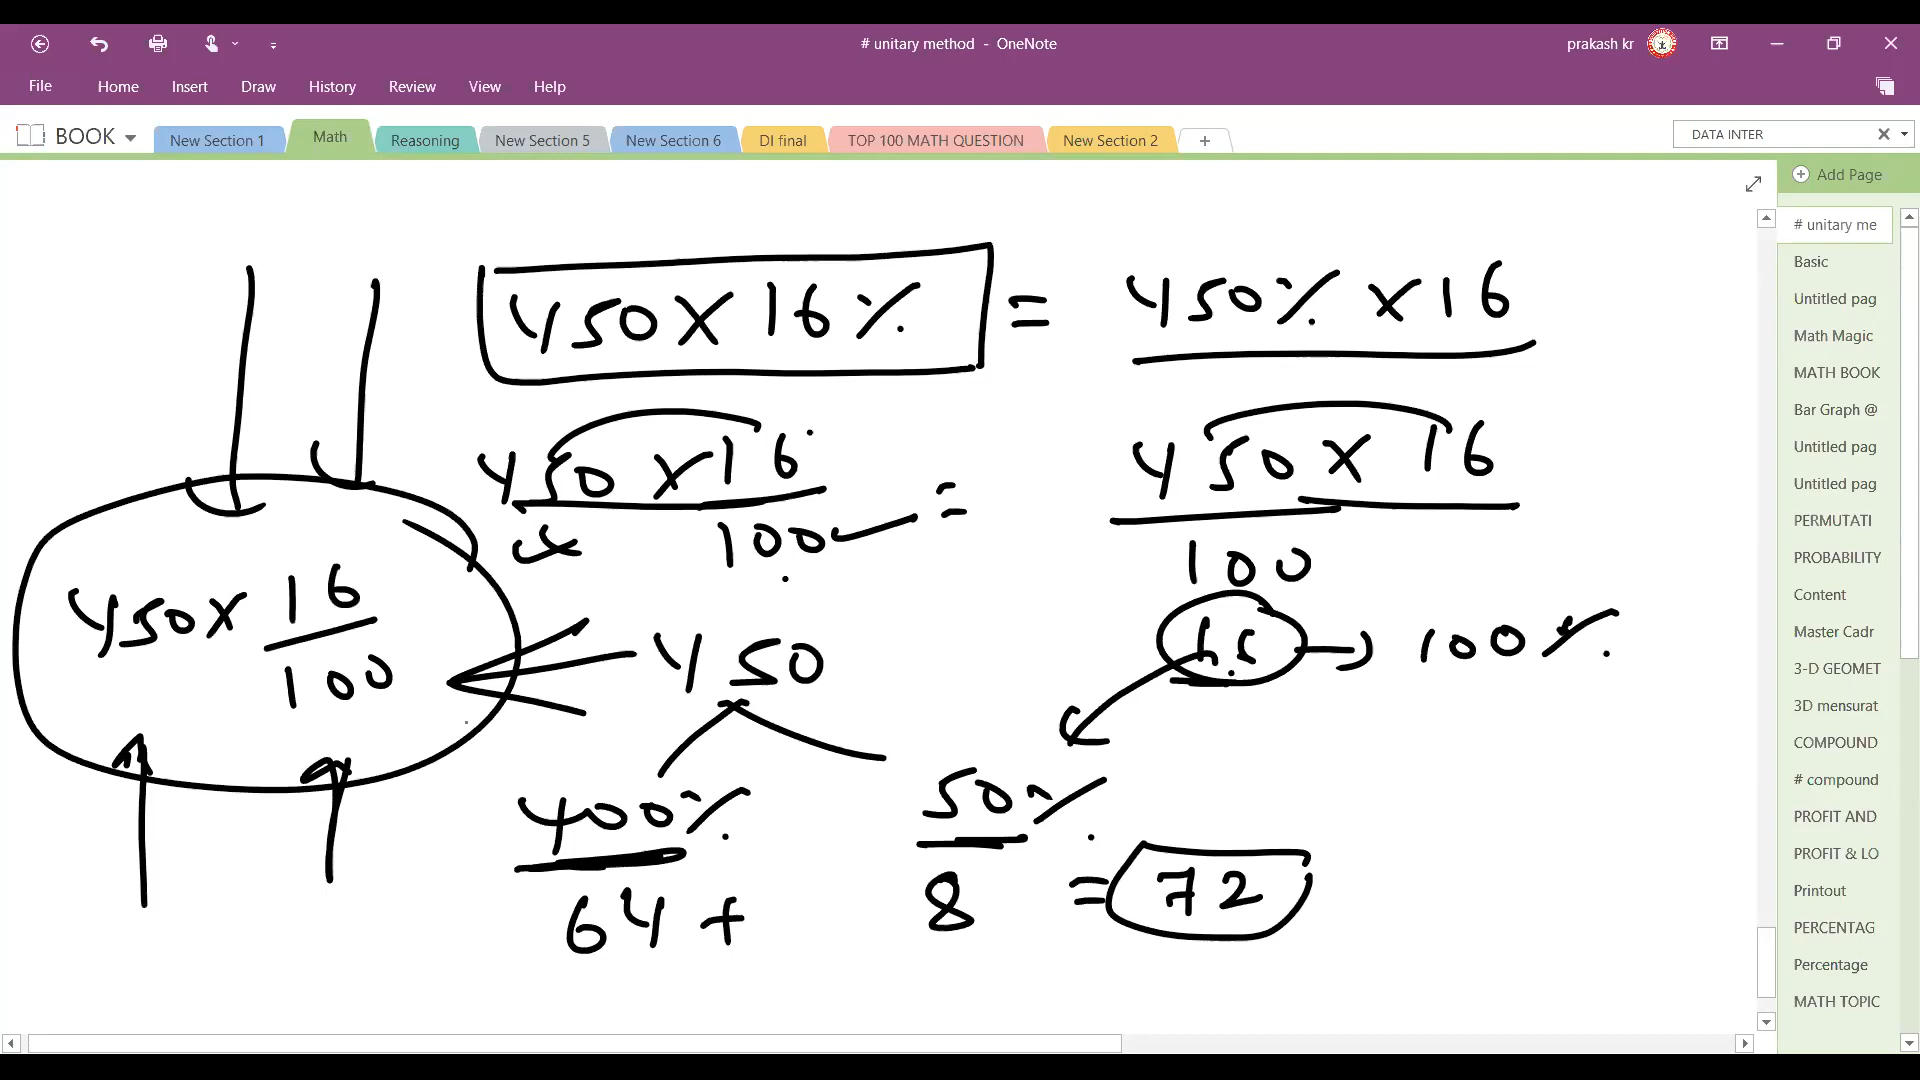 # unitary method - OneNote
prakash kr
File Home Insert Draw History Review View Help
BOOK New Section 1 Math Reasoning New Section 5 New Section 6 DI final TOP 100 MATH QUESTION New Section 2 +
DATA INTER
Add Page
# unitary me
Basic
Untitled pag
Math Magic
MATH BOOK
Bar Graph @
Untitled pag
Untitled pag
PERMUTATI
PROBABILITY
Content
Master Cadr
3-D GEOMET
3D mensurat
COMPOUND
# compound
PROFIT AND
PROFIT & LO
Printout
PERCENTAG
Percentage
MATH TOPIC
450 X 16% = 450% X 16
450 X 16 = 450 X 16
100 100
450 X 16
100
450
16 → 100%
400% 50%
64 + 8 = 72